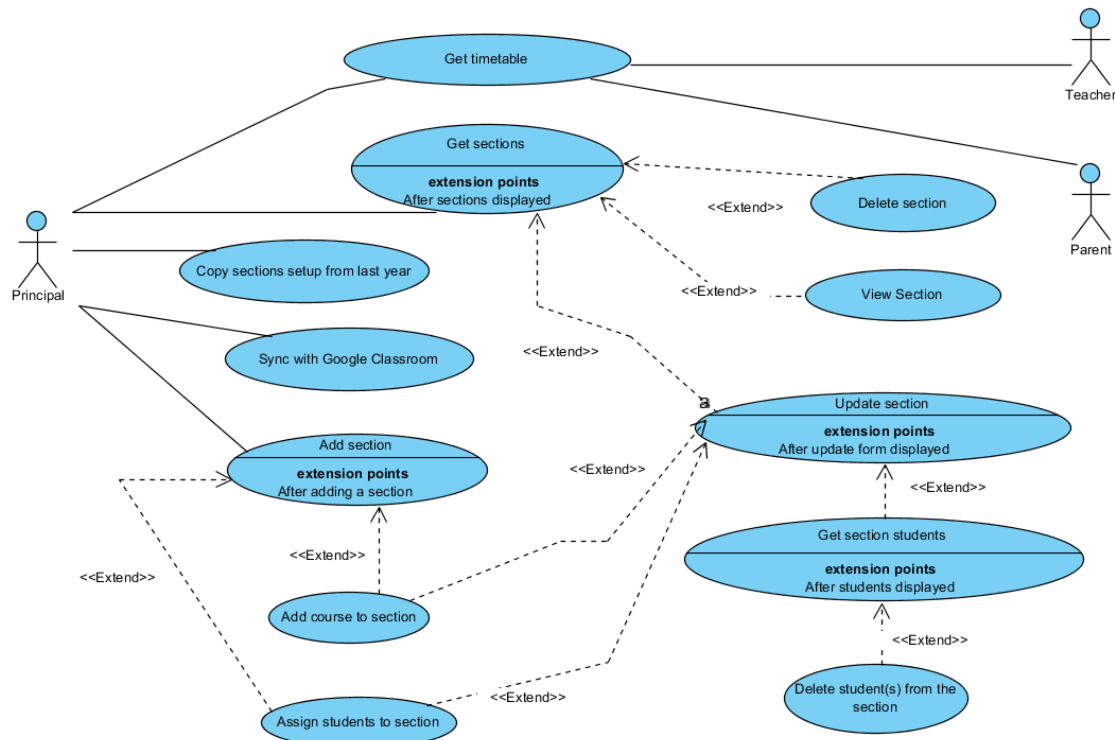 Get timetable
Teacher
Get sections
extension points
After sections displayed
<<Extend>>
Delete section
Parent
Principal
Copy sections setup from last year
<<Extend>>
View Section
<<Extend>>
Sync with Google Classroom
Update section
extension points
After update form displayed
Add section
extension points
After adding a section
<<Extend>>
<<Extend>>
Get section students
extension points
After students displayed
<<Extend>>
<<Extend>>
Add course to section
<<Extend>>
Delete student(s) from the
section
<<Extend>>
Assign students to section